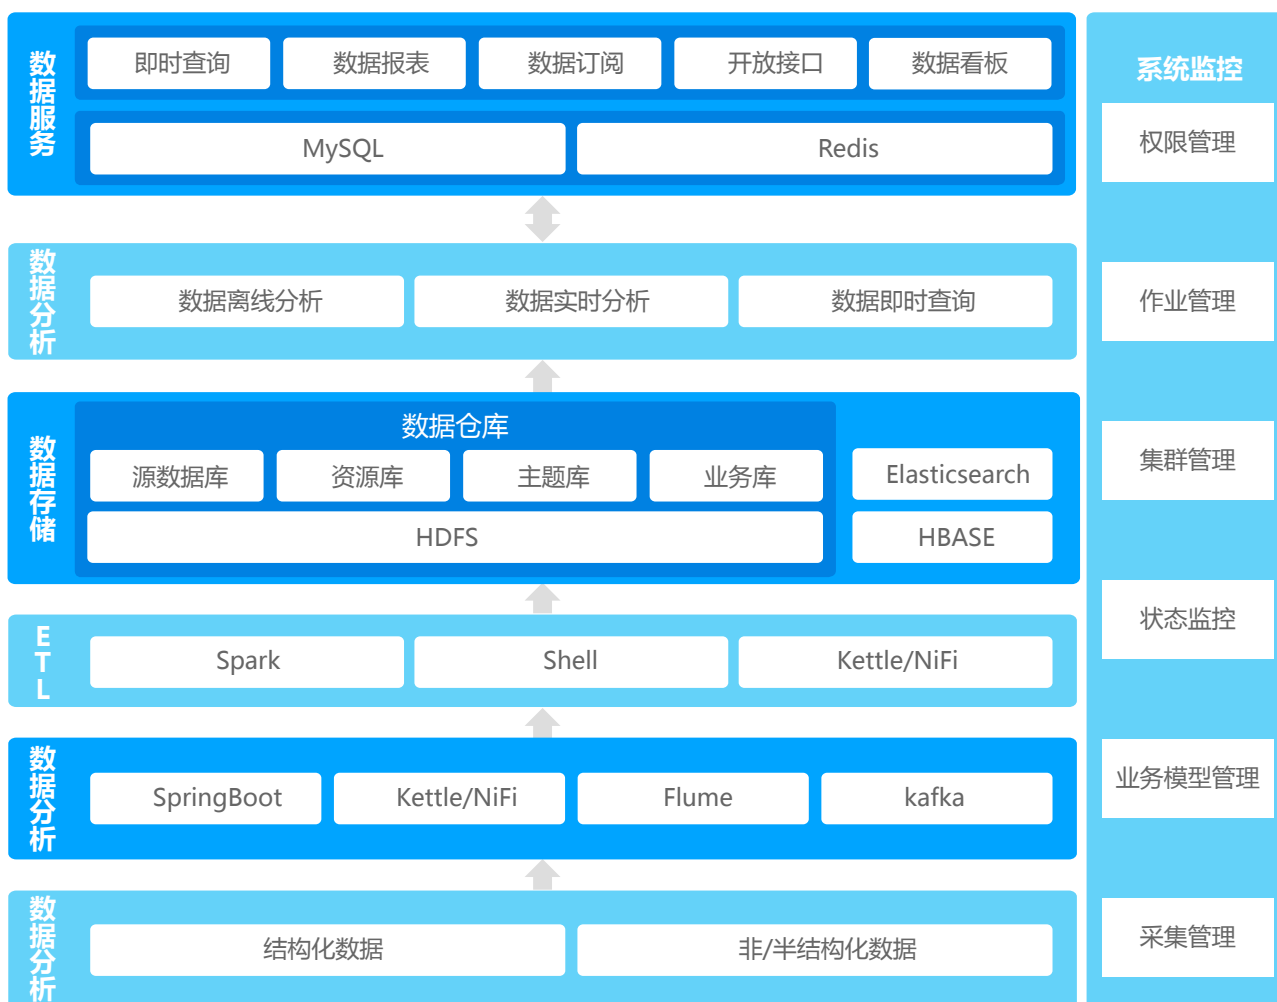 数据服务
即时查询
数据报表
数据订阅
开放接口
数据看板
MySQL
Redis
数据分析
数据离线分析
数据实时分析
数据即时查询
数据存储
数据仓库
源数据库
资源库
主题库
业务库
HDFS
Elasticsearch
HBASE
ETL
Spark
Shell
Kettle/NiFi
数据分析
SpringBoot
Kettle/NiFi
Flume
kafka
数据分析
结构化数据
非/半结构化数据
系统监控
权限管理
作业管理
集群管理
状态监控
业务模型管理
采集管理